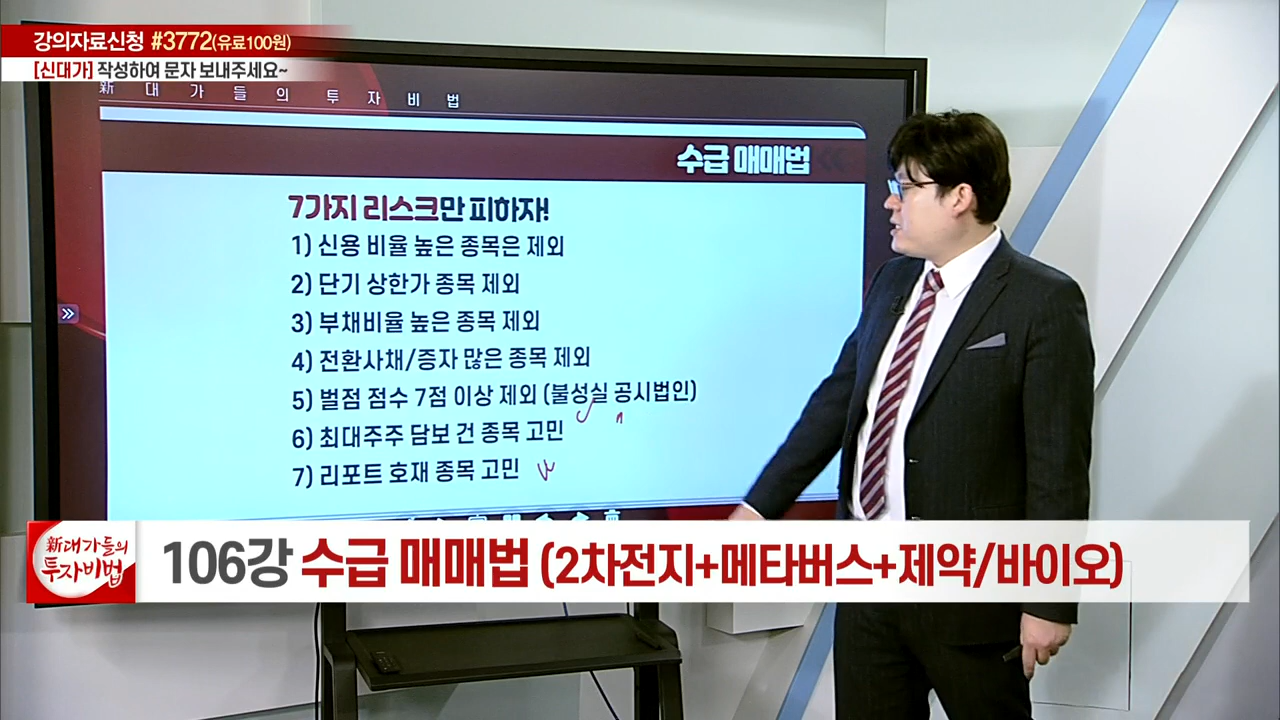 강의자료신청 #3772(유료100원)
[신대가] 작성하여 문자 보내주세요~
新 대 가 들 의 투 자 비 법
수급 매매법
7가지 리스크만 피하자!
1) 신용 비율 높은 종목은 제외
2) 단기 상한가 종목 제외
3) 부채비율 높은 종목 제외
4) 전환사채/증자 많은 종목 제외
5) 벌점 점수 7점 이상 제외 (불성실 공시법인)
6) 최대주주 담보 건 종목 고민
7) 리포트 호재 종목 고민
新대가들의
투자비법
106강 수급 매매법 (2차전지+메타버스+제약/바이오)